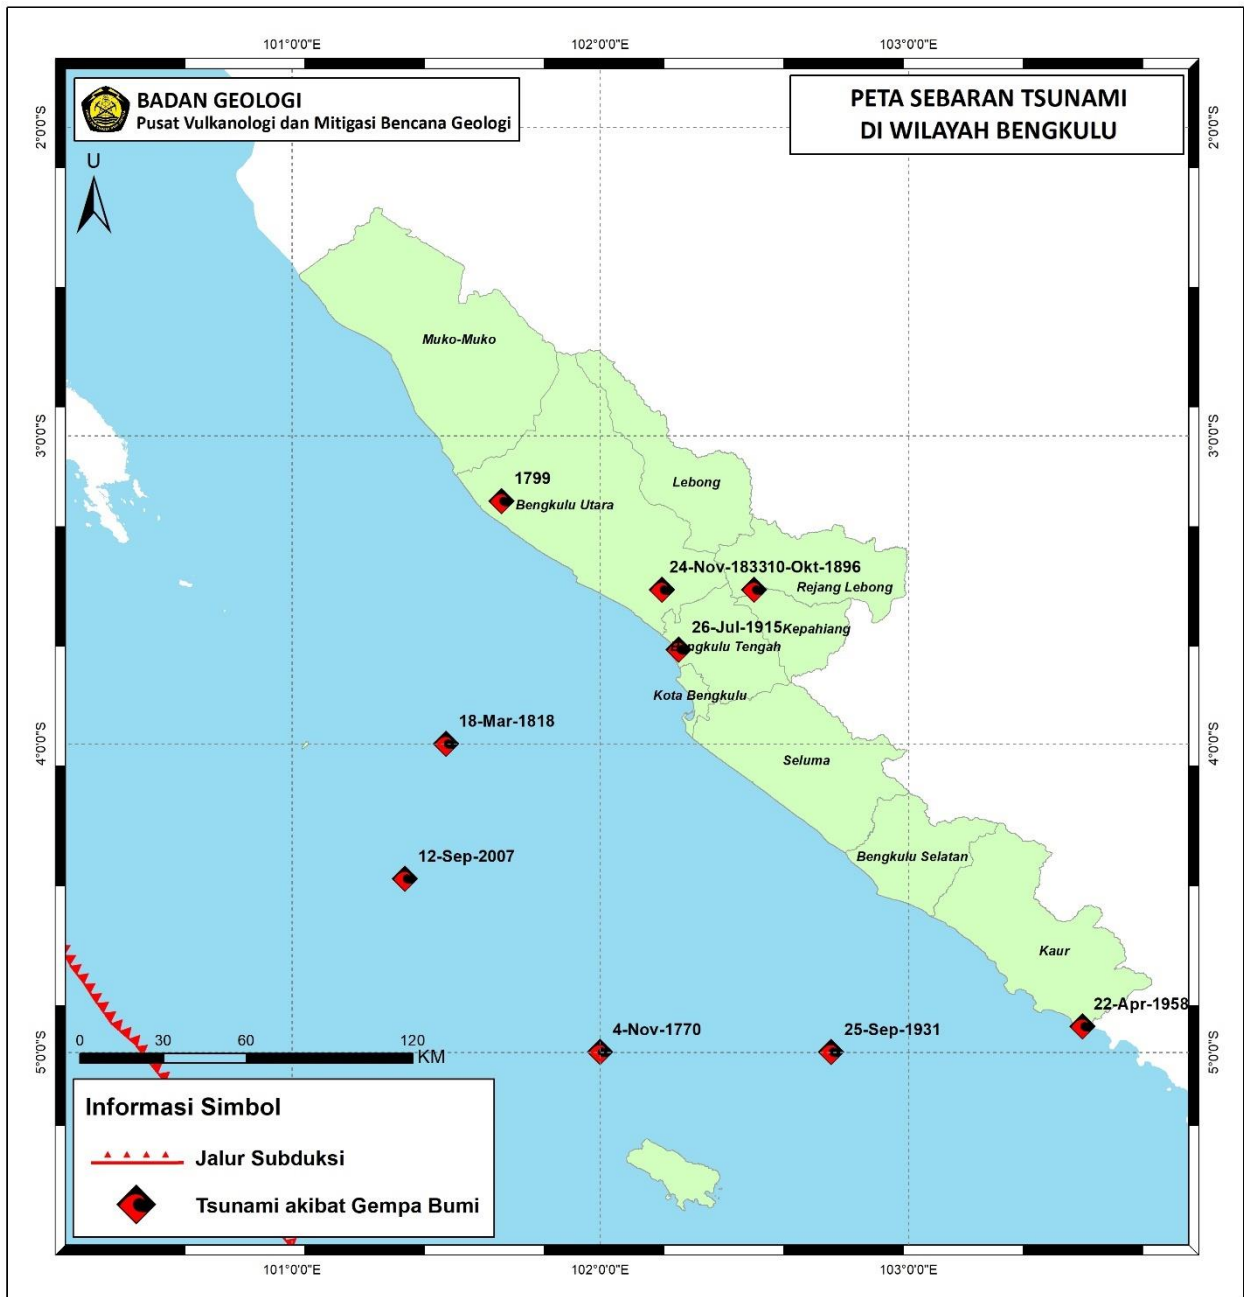 101°0'0"E
102°0'0"E
103°0'0"E
BADAN GEOLOGI
Pusat Vulkanologi dan Mitigasi Bencana Geologi
PETA SEBARAN TSUNAMI
DI WILAYAH BENGKULU
2°0'0"S
2°0'0"S
U
Muko-Muko
3°0'0"S
3°0'0"S
1799
Bengkulu Utara
Lebong
24-Nov-1833
10-Okt-1896
Rejang Lebong
26-Jul-1915
Kepahiang
Bengkulu Tengah
Kota Bengkulu
18-Mar-1818
4°0'0"S
4°0'0"S
Seluma
12-Sep-2007
Bengkulu Selatan
Kaur
22-Apr-1958
4-Nov-1770
25-Sep-1931
5°0'0"S
5°0'0"S
0 30 60 120
KM
Informasi Simbol
Jalur Subduksi
Tsunami akibat Gempa Bumi
101°0'0"E
102°0'0"E
103°0'0"E